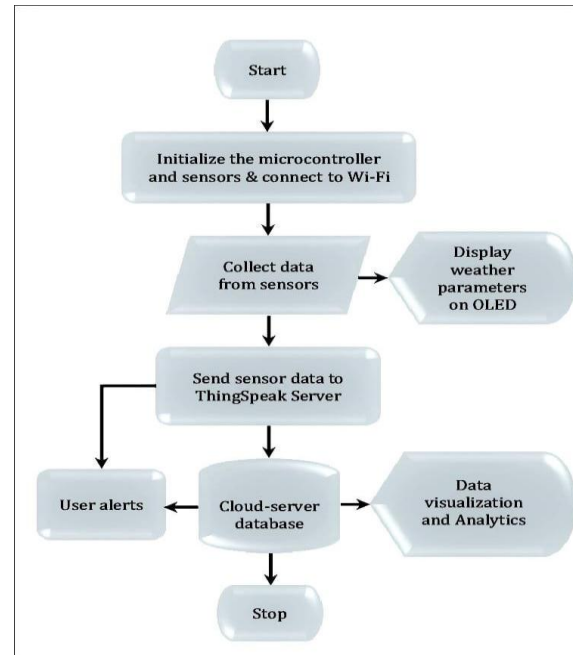 Start
Initialize the microcontroller
and sensors & connect to Wi-Fi
Collect data
from sensors
Display
weather
parameters
on OLED
Send sensor data to
ThingSpeak Server
User alerts
Cloud-server
database
Data
visualization
and Analytics
Stop